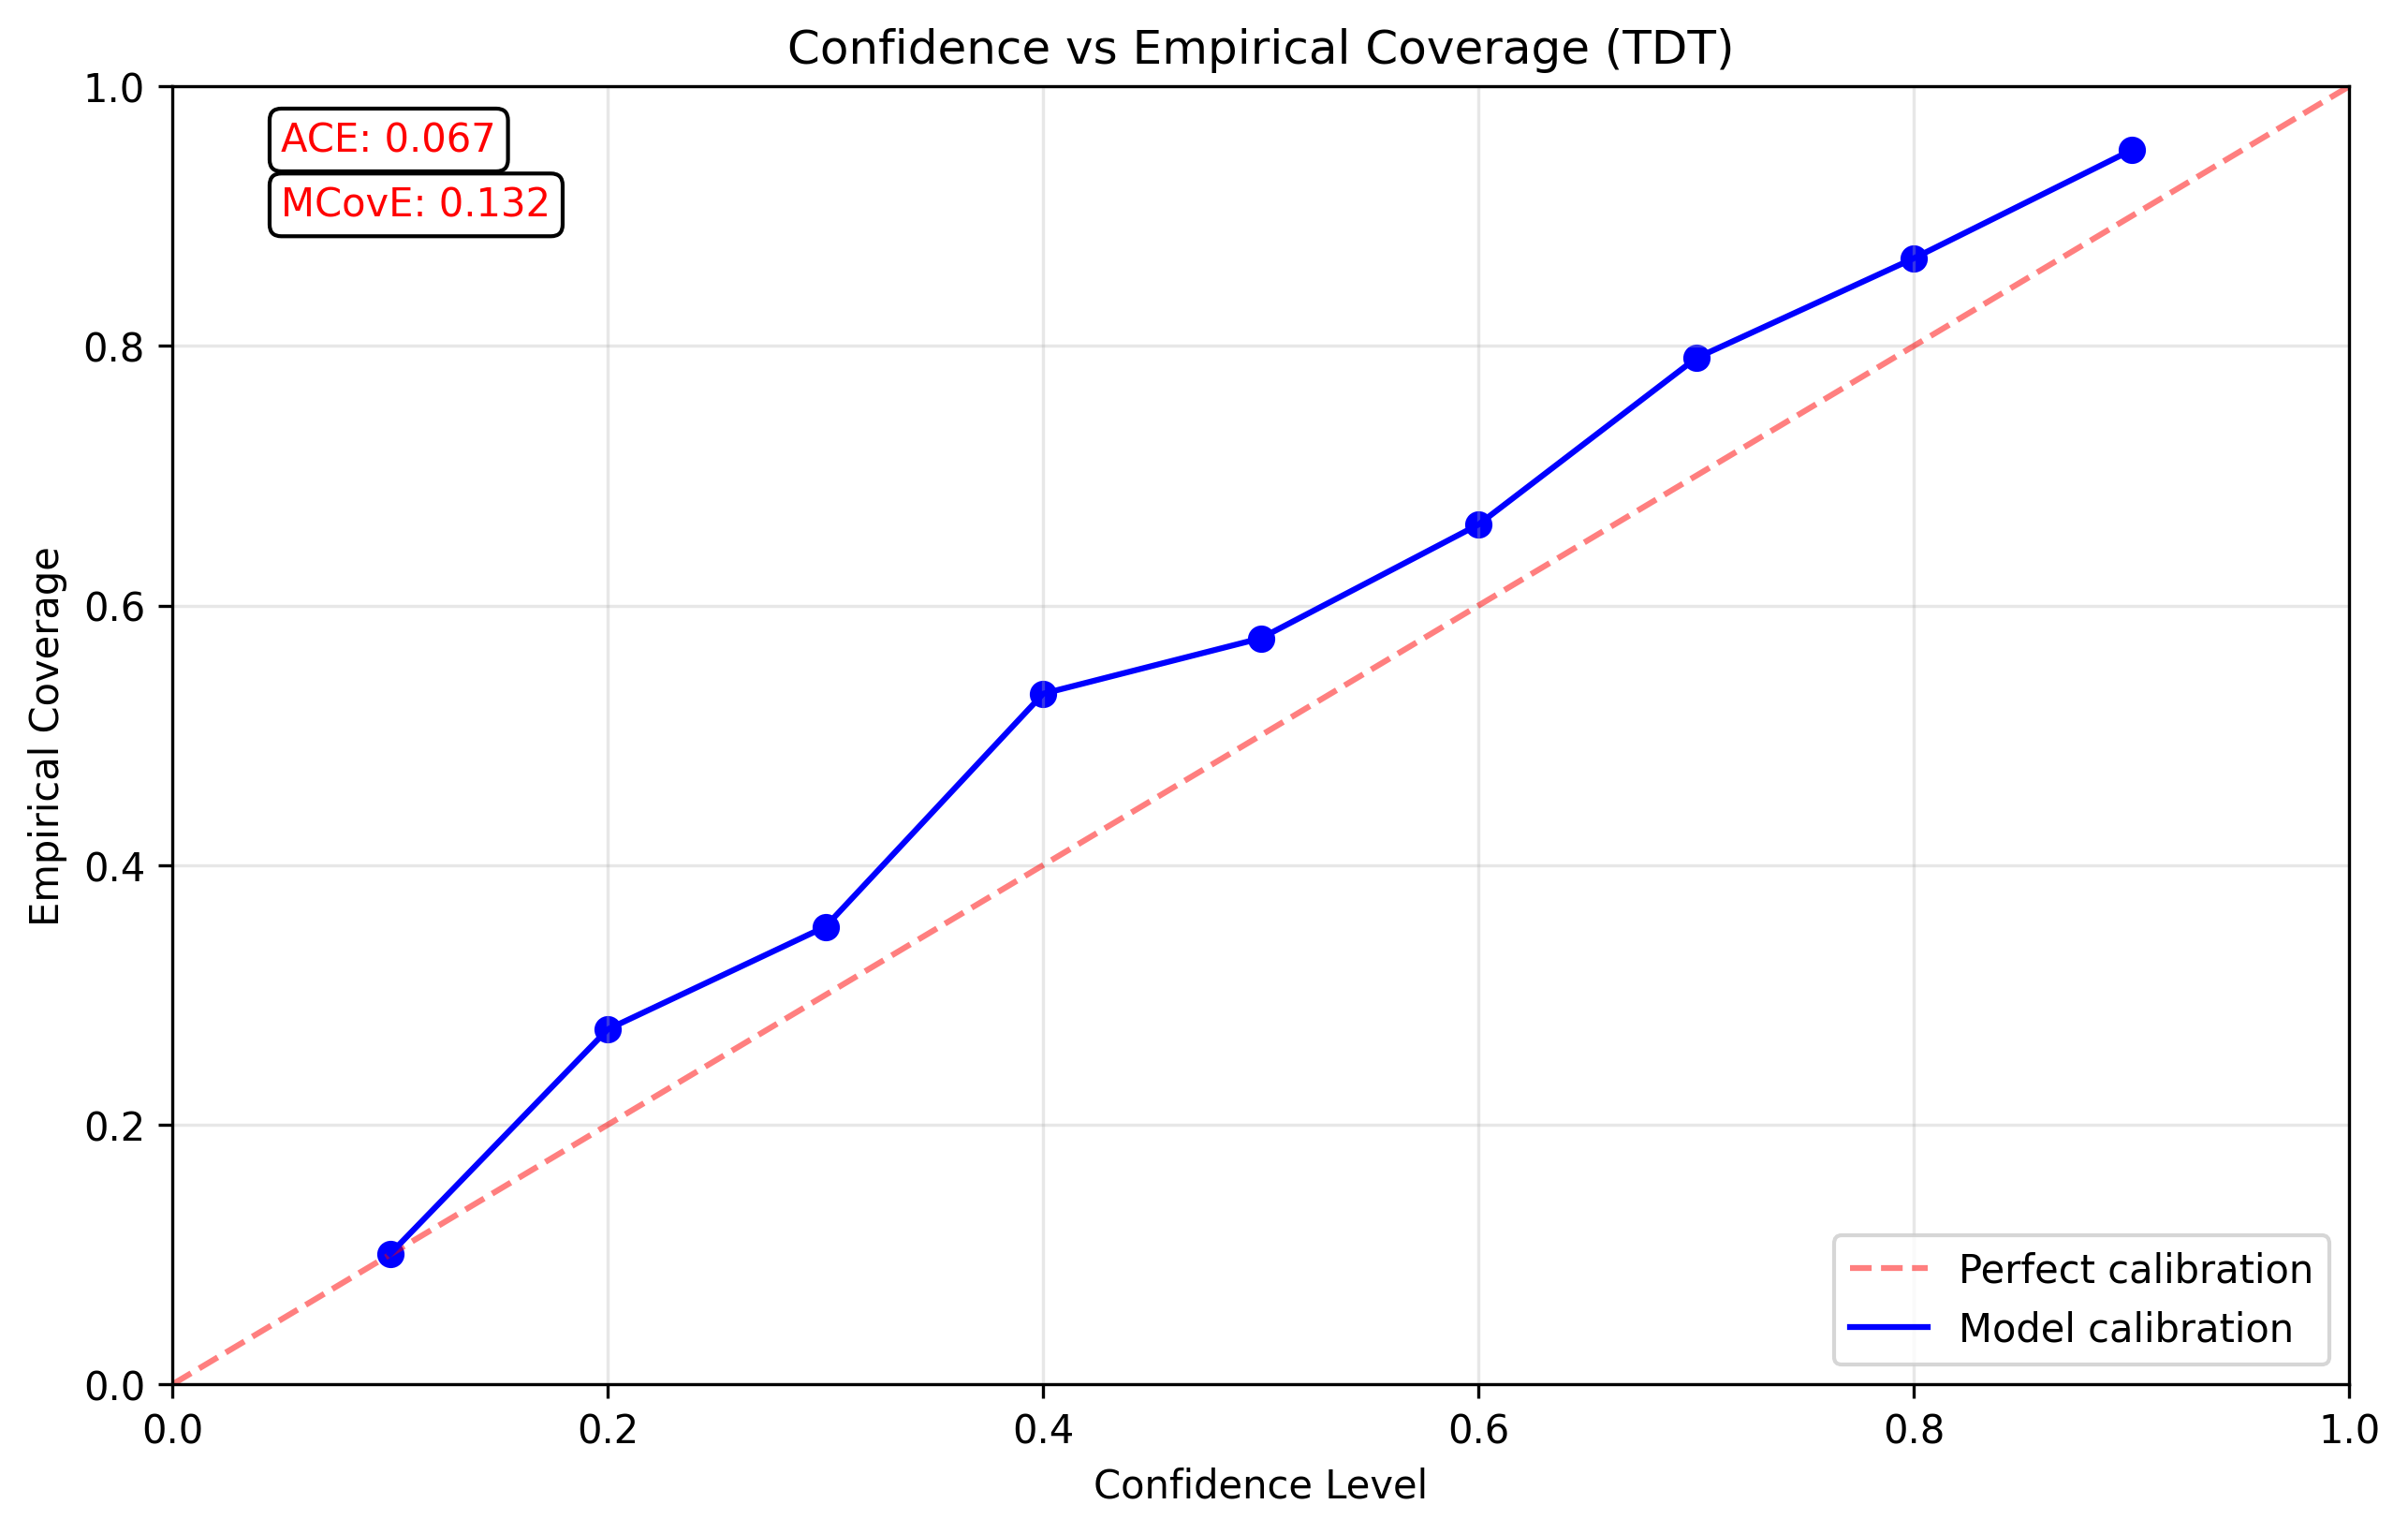 Confidence vs Empirical Coverage (TDT)
ACE: 0.067
MCovE: 0.132
1.0
0.8
0.6
0.4
0.2
0.0
Empirical Coverage
0.0 0.2 0.4 0.6 0.8 1.0
Confidence Level
Perfect calibration
Model calibration